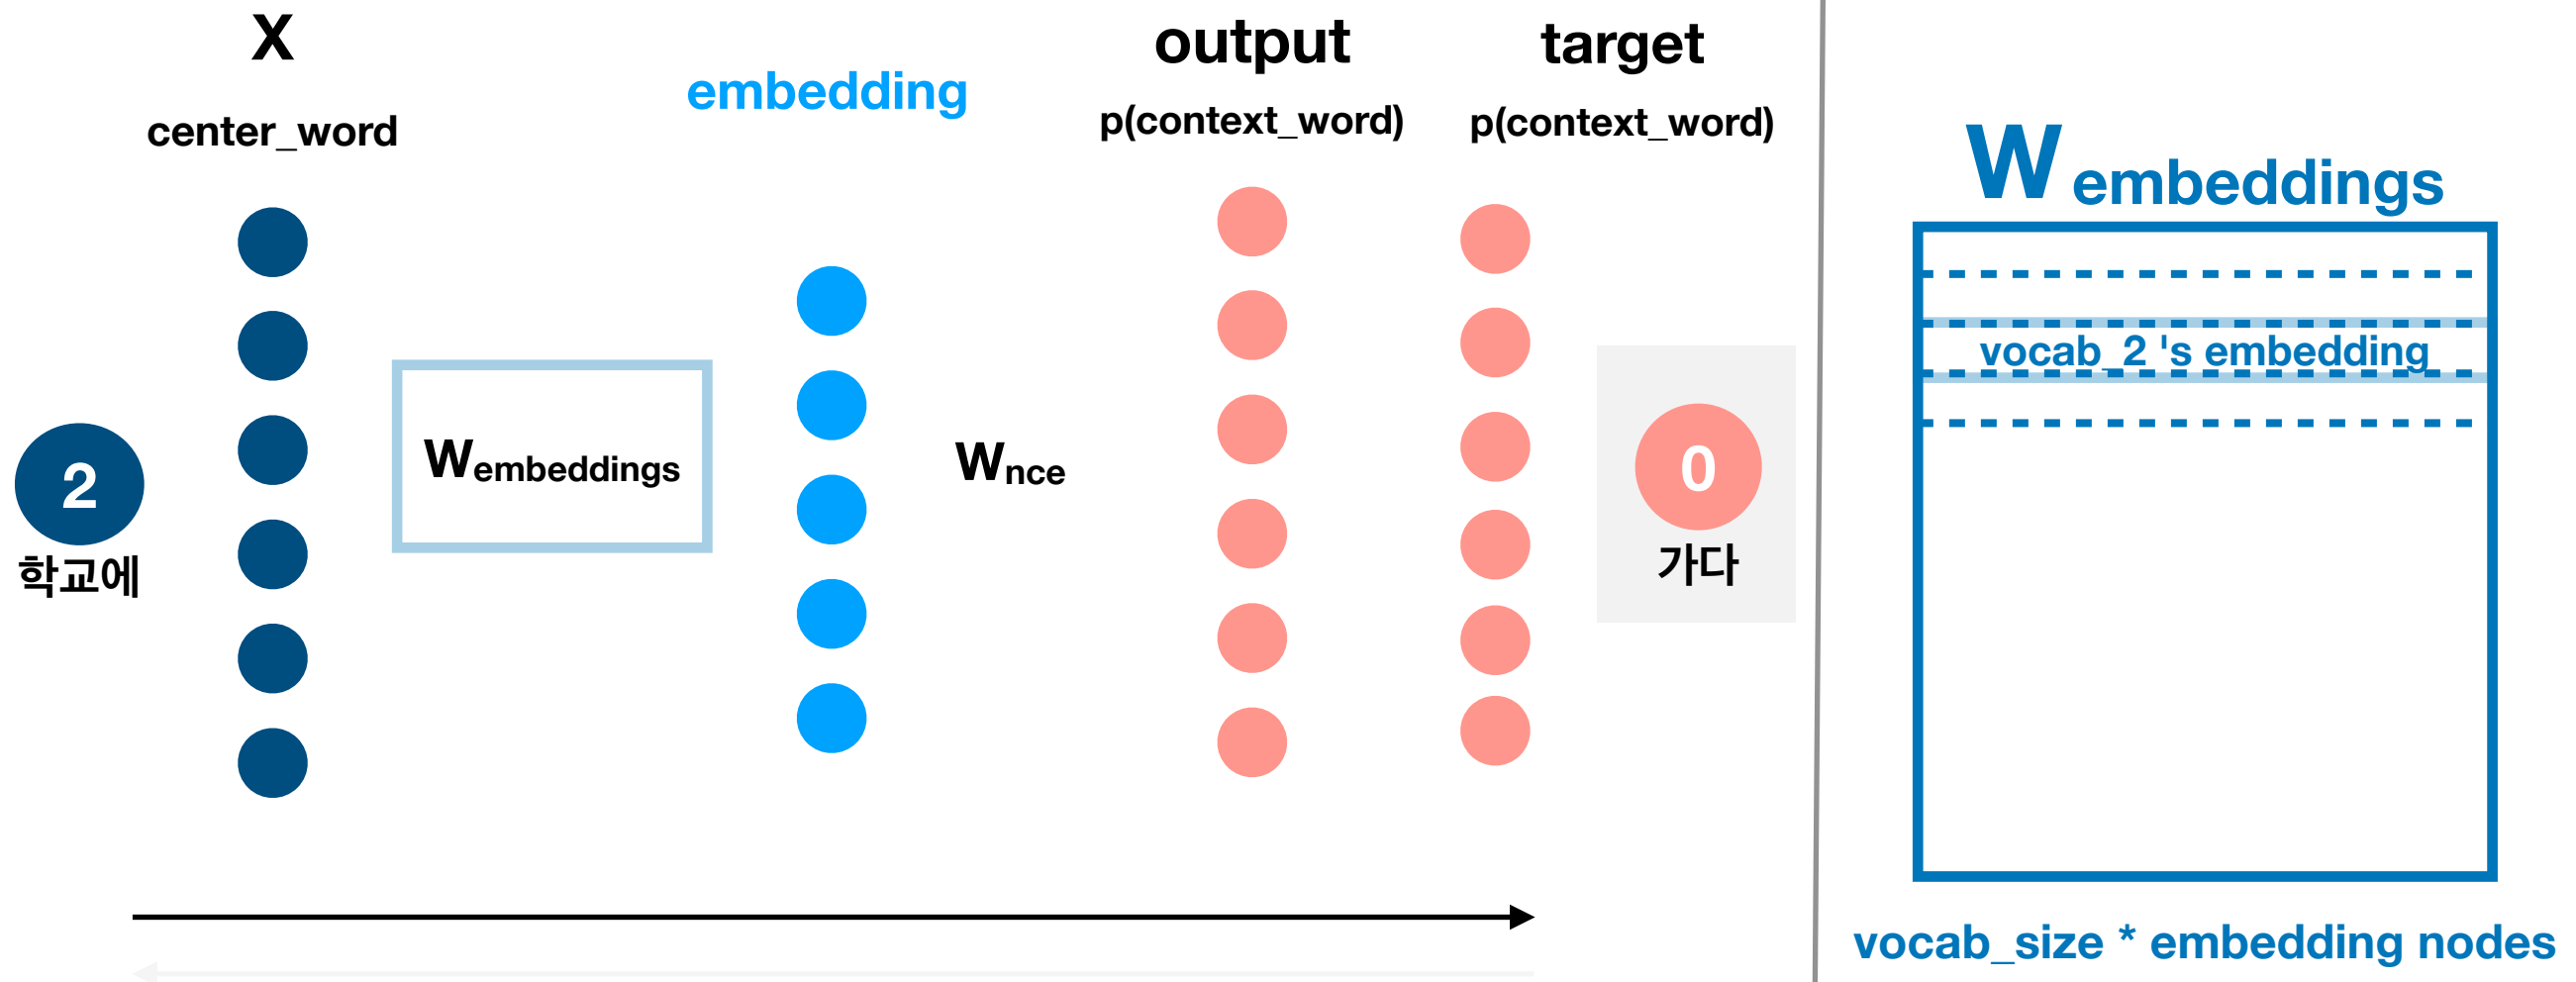 X
center_word
2
학교에
Wembeddings
embedding
Wnce
output
p(context_word)
target
p(context_word)
0
가다
W embeddings
vocab_2 's embedding
vocab_size * embedding nodes